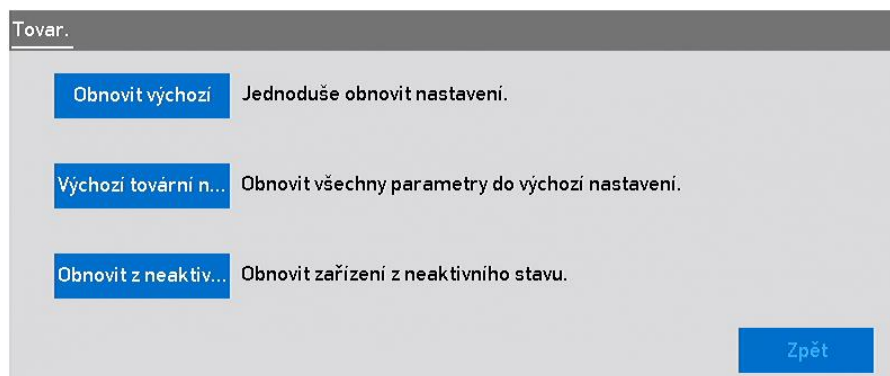 Tovar.
Obnovit výchozí Jednoduše obnovit nastavení.
Výchozí tovární n... Obnovit všechny parametry do výchozí nastavení.
Obnovit z neaktiv... Obnovit zařízení z neaktivního stavu.
Zpět